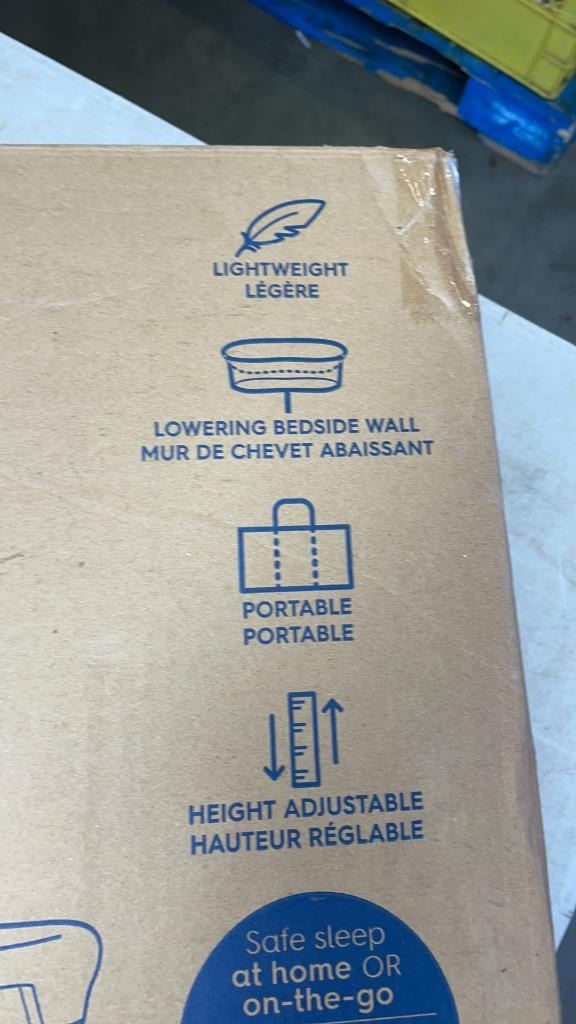 LIGHTWEIGHT
LÉGÈRE
LOWERING BEDSIDE WALL
MUR DE CHEVET ABAISSANT
PORTABLE
PORTABLE
HEIGHT ADJUSTABLE
HAUTEUR RÉGLABLE
Safe sleep
at home OR
on-the-go